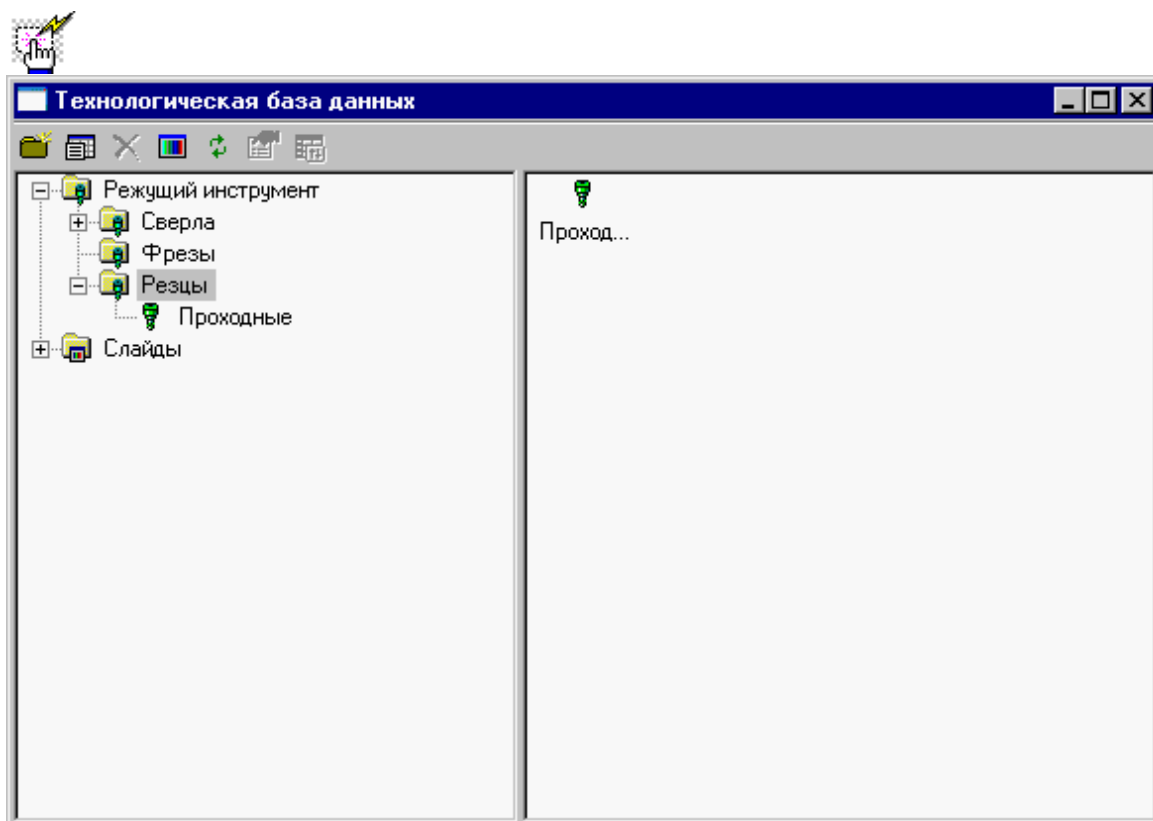 Технологическая база данных
Режущий инструмент
Сверла
Фрезы
Резцы
Проходные
Слайды
Проход...